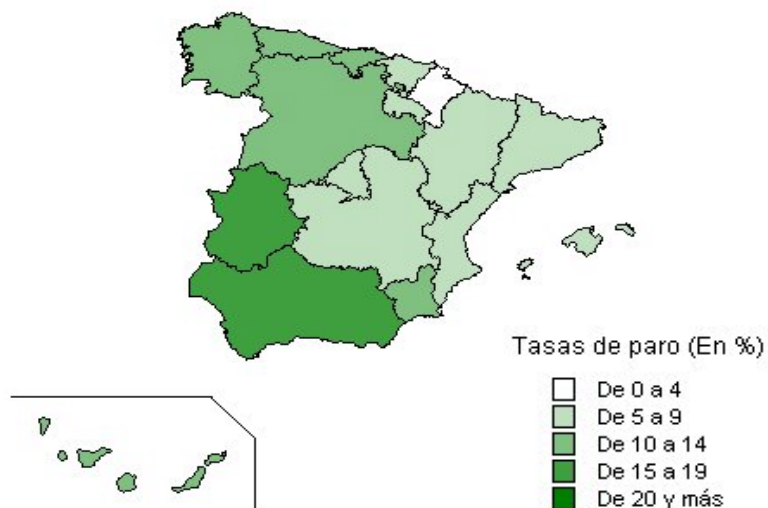 Tasas de paro (En %)
De 0 a 4
De 5 a 9
De 10 a 14
De 15 a 19
De 20 y más